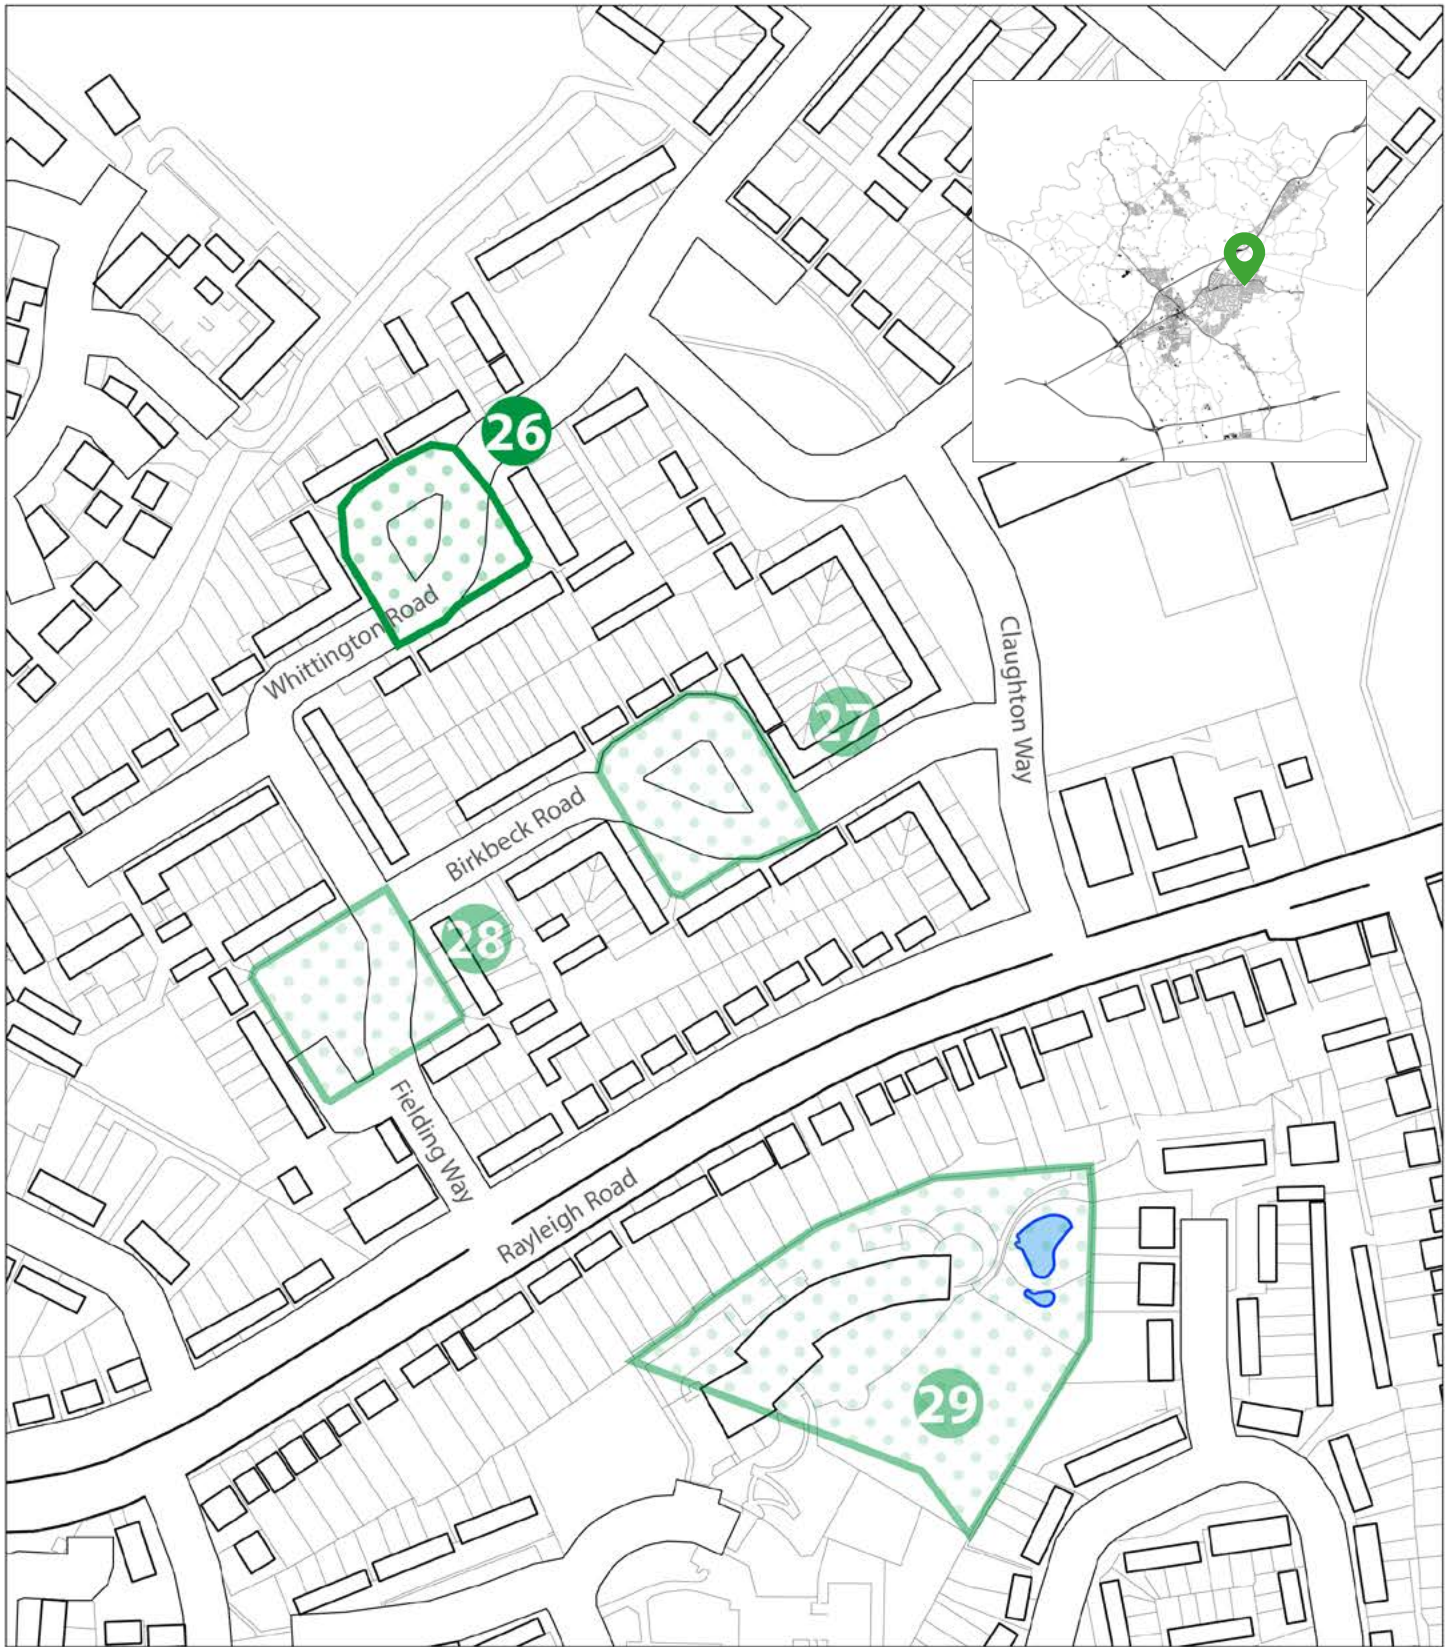 26
Whittington Road
Claughton Way
27
Birkbeck Road
28
Fielding Way
Rayleigh Road
29